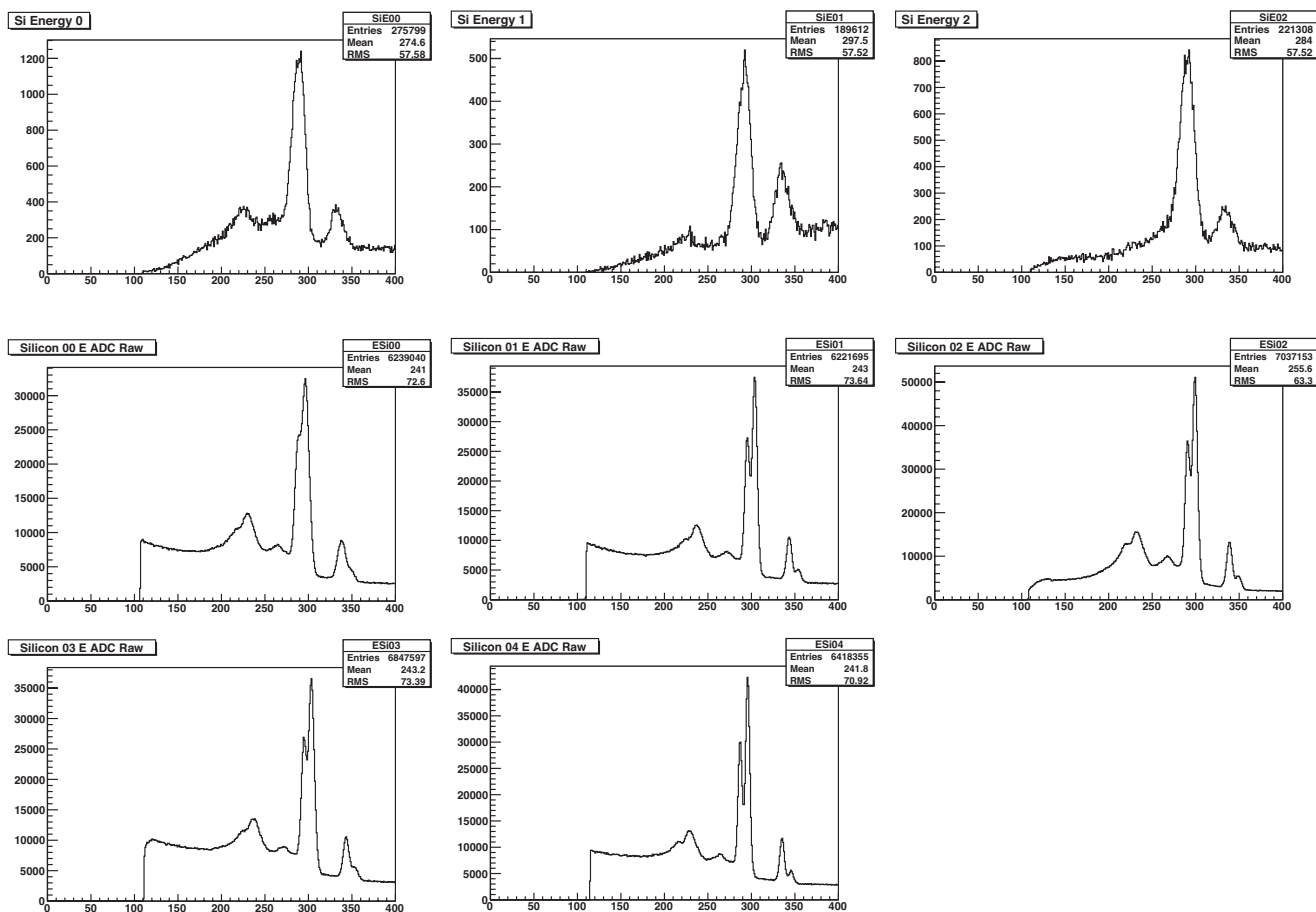 Si Energy 0
SiE00
Entries 275799
Mean 274.6
RMS 57.58
1200
1000
800
600
400
200
0
0 50 100 150 200 250 300 350 400
Si Energy 1
SiE01
Entries 189612
Mean 297.5
RMS 57.52
500
400
300
200
100
0
0 50 100 150 200 250 300 350 400
Si Energy 2
SiE02
Entries 221308
Mean 284
RMS 57.52
800
700
600
500
400
300
200
100
0
0 50 100 150 200 250 300 350 400
Silicon 00 E ADC Raw
ESi00
Entries 6239040
Mean 241
RMS 72.6
30000
25000
20000
15000
10000
5000
0
0 50 100 150 200 250 300 350 400
Silicon 01 E ADC Raw
ESi01
Entries 6221695
Mean 243
RMS 73.64
35000
30000
25000
20000
15000
10000
5000
0
0 50 100 150 200 250 300 350 400
Silicon 02 E ADC Raw
ESi02
Entries 7037153
Mean 255.6
RMS 63.3
50000
40000
30000
20000
10000
0
0 50 100 150 200 250 300 350 400
Silicon 03 E ADC Raw
ESi03
Entries 6847597
Mean 243.2
RMS 73.39
35000
30000
25000
20000
15000
10000
5000
0
0 50 100 150 200 250 300 350 400
Silicon 04 E ADC Raw
ESi04
Entries 6418355
Mean 241.8
RMS 70.92
40000
35000
30000
25000
20000
15000
10000
5000
0
0 50 100 150 200 250 300 350 400